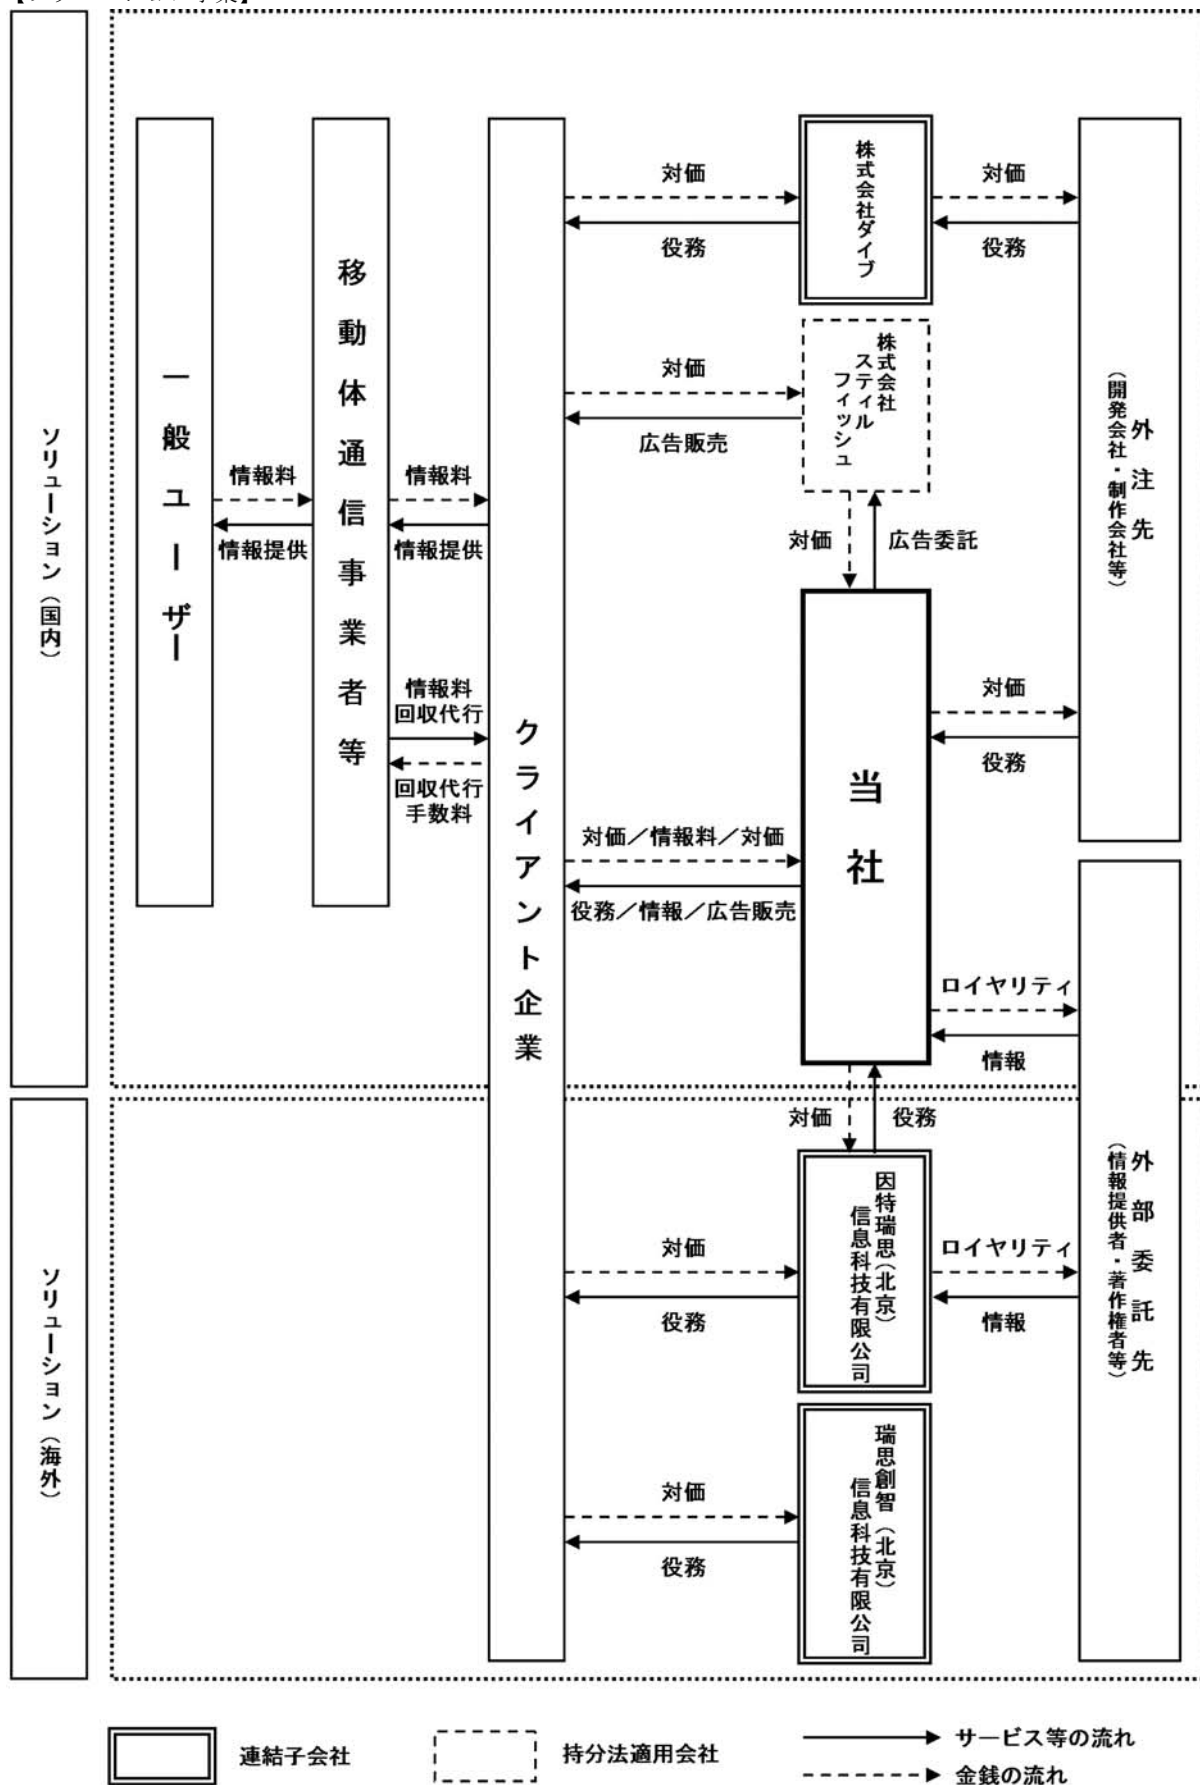 ソリューション（国内）
一般ユーザー
移動体通信事業者等
クライアント企業
情報料
情報提供
情報料
情報提供
情報料
回収代行
回収代行
手数料
対価
役務
株式会社ダイブ
対価
役務
対価
広告販売
株式会社
スティル
フィッシュ
対価
広告委託
当社
対価
役務
対価／情報料／対価
役務／情報／広告販売
ロイヤリティ
情報
外注先
（開発会社・制作会社等）
ソリューション（海外）
対価
役務
対価
役務
因特瑞思（北京）
信息科技有限公司
ロイヤリティ
情報
対価
役務
瑞思創智（北京）
信息科技有限公司
外部委託先
（情報提供者・著作権者等）
連結子会社
持分法適用会社
サービス等の流れ
金銭の流れ